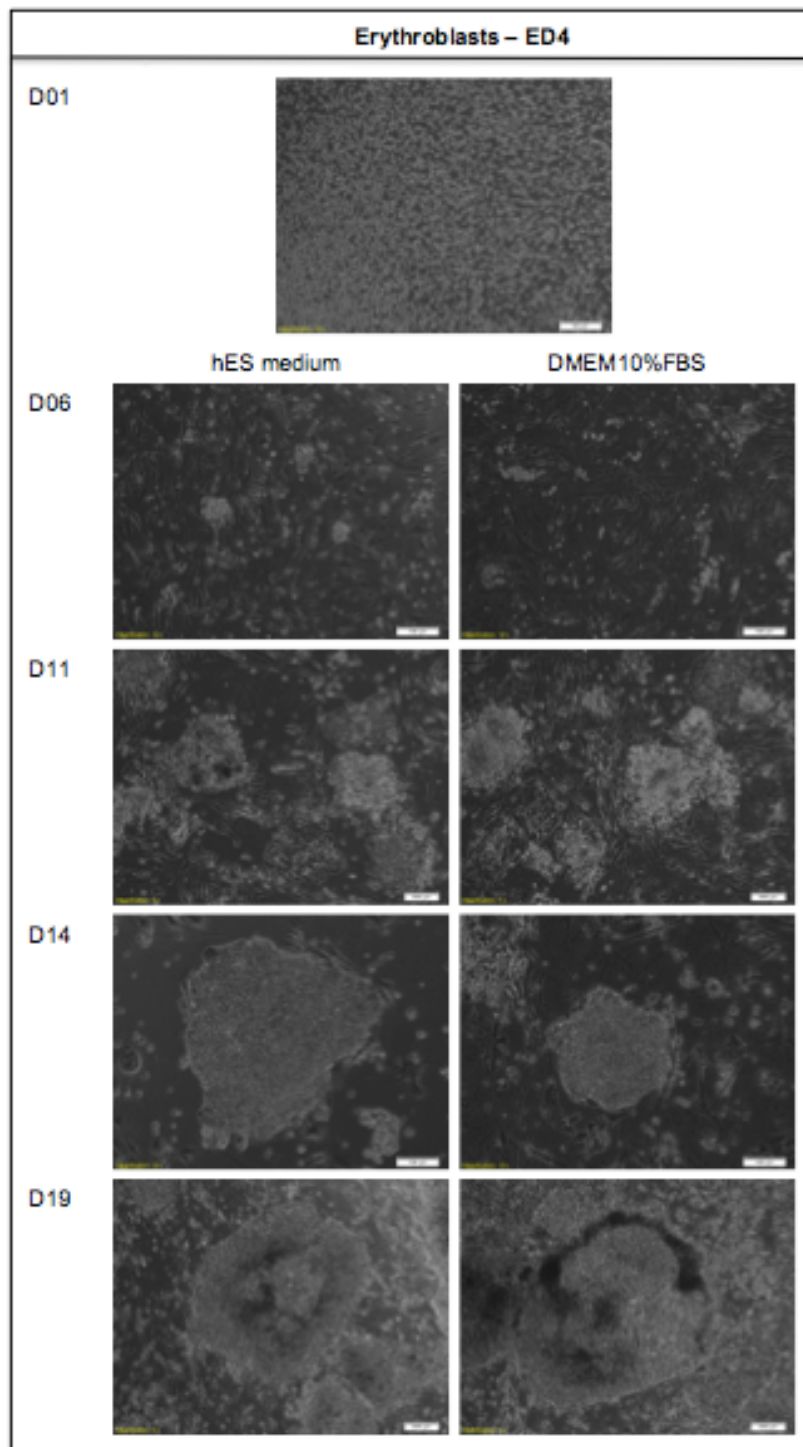 Erythroblasts – ED4
D01
hES medium
DMEM10%FBS
D06
D11
D14
D19